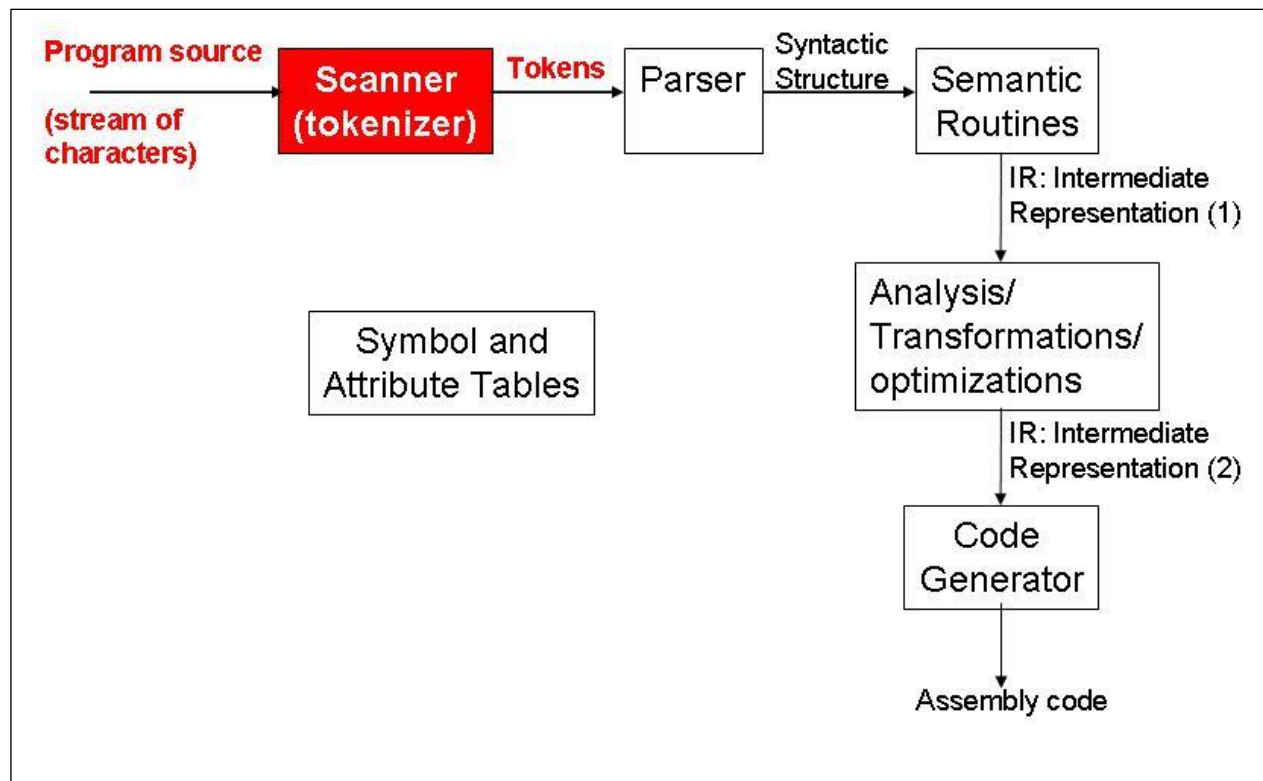 Program source
(stream of
characters)
Scanner
(tokenizer)
Tokens
Parser
Syntactic
Structure
Semantic
Routines
IR: Intermediate
Representation (1)
Analysis/
Transformations/
optimizations
Symbol and
Attribute Tables
IR: Intermediate
Representation (2)
Code
Generator
Assembly code